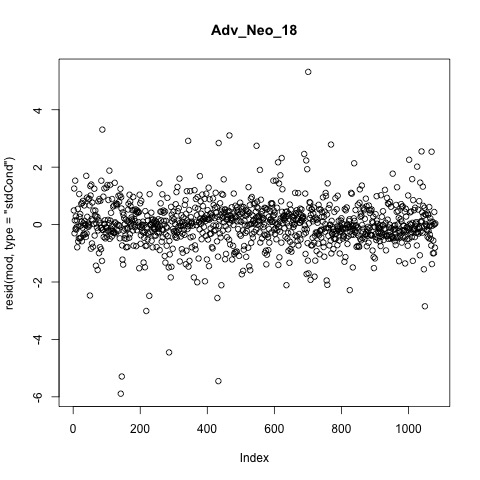 Adv_Neo_18
resid(mod, type = "stdCond")
4
2
0
-2
-4
-6
0 200 400 600 800 1000
Index